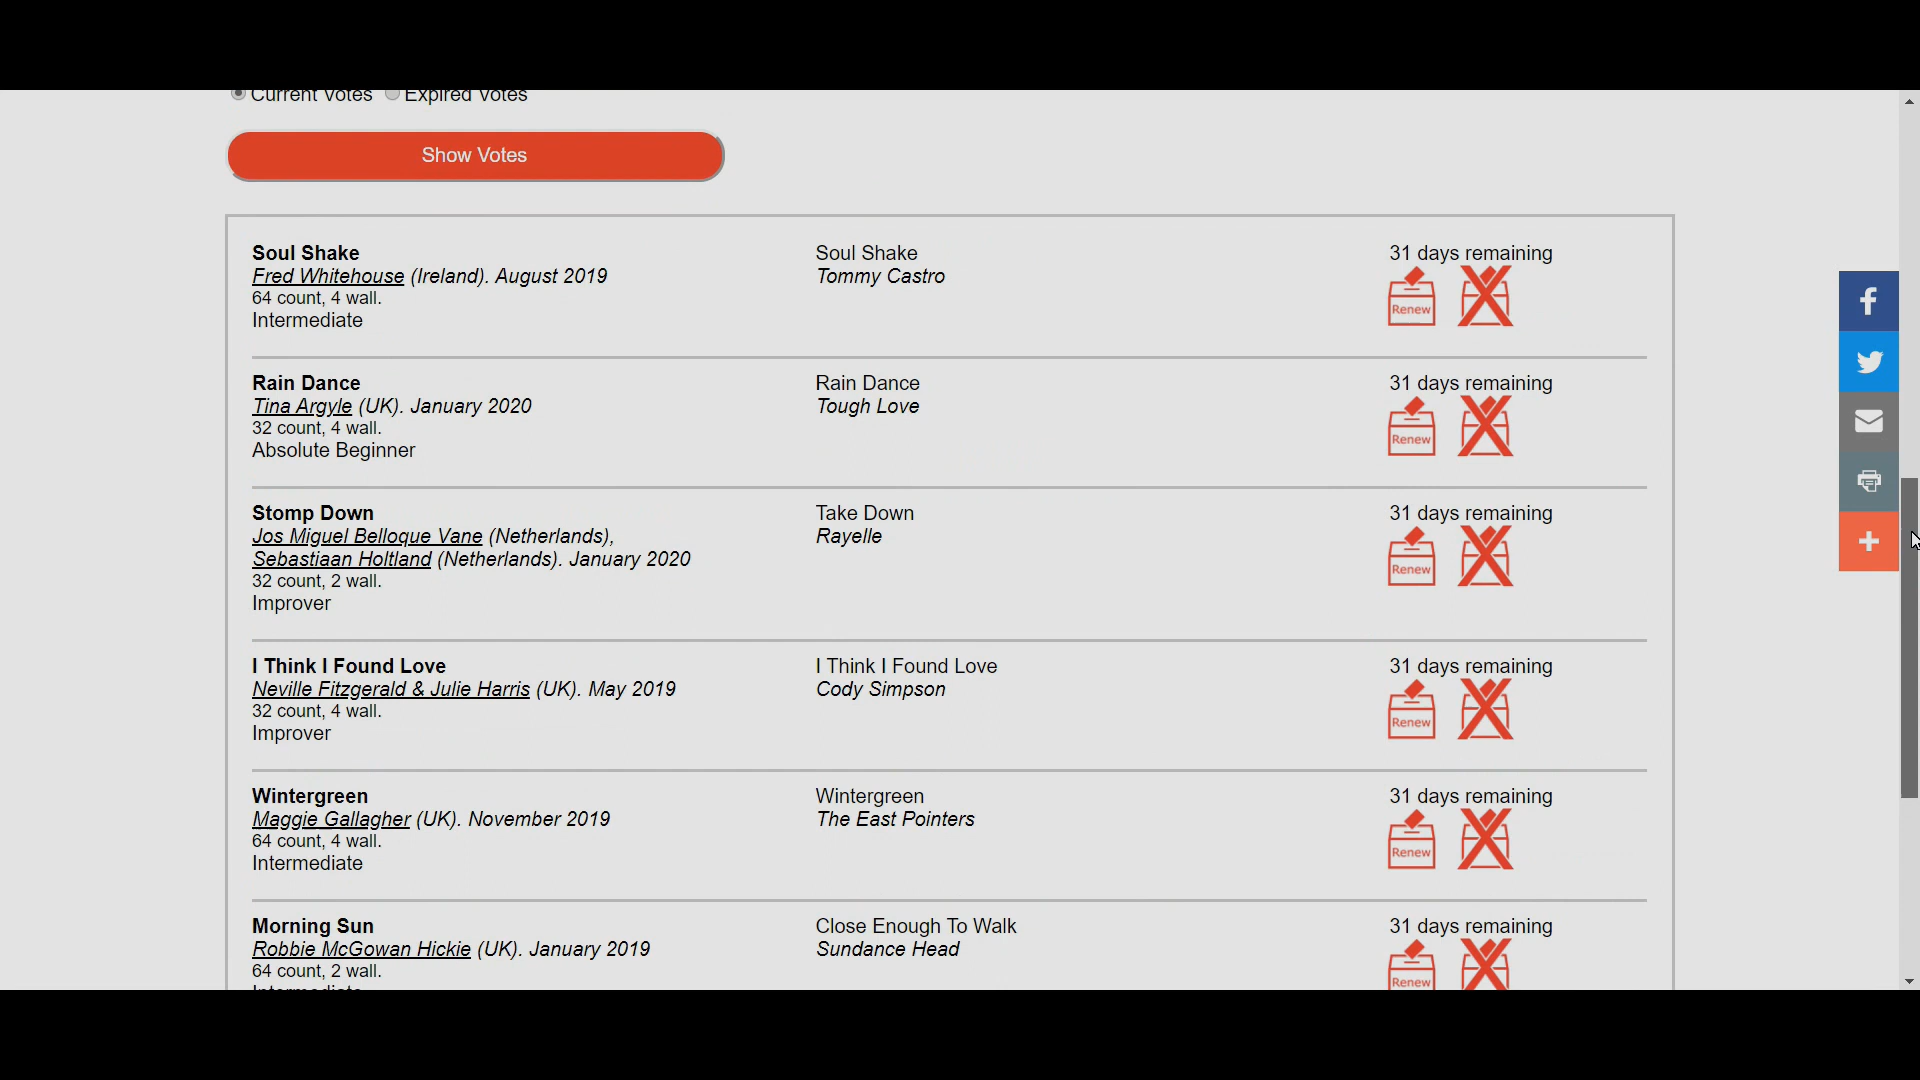 Current Votes Expired Votes
Show Votes
Soul Shake
Fred Whitehouse (Ireland). August 2019
64 count, 4 wall.
Intermediate
Soul Shake
Tommy Castro
31 days remaining
Renew
Rain Dance
Tina Argyle (UK). January 2020
32 count, 4 wall.
Absolute Beginner
Rain Dance
Tough Love
31 days remaining
Renew
Stomp Down
Jos Miguel Belloque Vane (Netherlands),
Sebastiaan Holtland (Netherlands). January 2020
32 count, 2 wall.
Improver
Take Down
Rayelle
31 days remaining
Renew
I Think I Found Love
Neville Fitzgerald & Julie Harris (UK). May 2019
32 count, 4 wall.
Improver
I Think I Found Love
Cody Simpson
31 days remaining
Renew
Wintergreen
Maggie Gallagher (UK). November 2019
64 count, 4 wall.
Intermediate
Wintergreen
The East Pointers
31 days remaining
Renew
Morning Sun
Robbie McGowan Hickie (UK). January 2019
64 count, 2 wall.
Intermediate
Close Enough To Walk
Sundance Head
31 days remaining
Renew